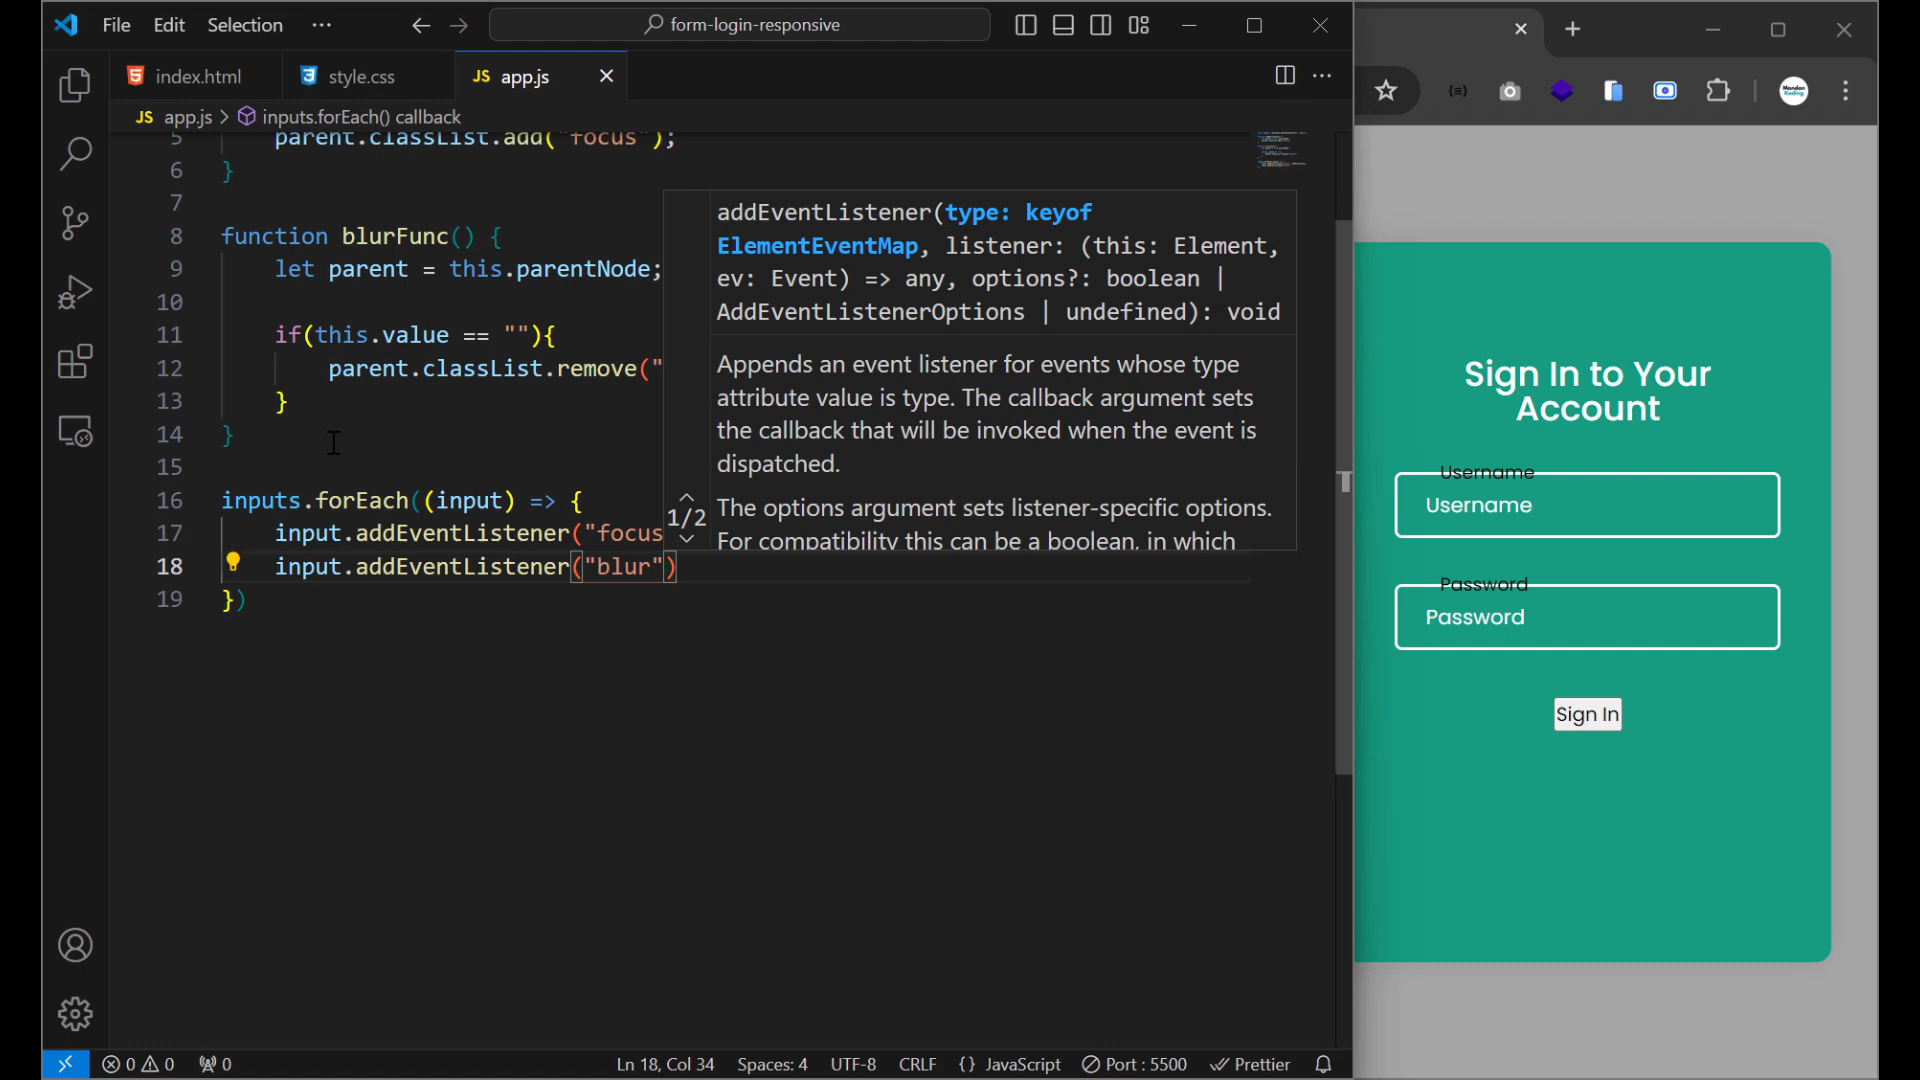 File Edit Selection ··· form-login-responsive
index.html style.css JS app.js
JS app.js > inputs.forEach() callback
5 parent.classList.add("focus");
6 }
7
8 function blurFunc() {
9 let parent = this.parentNode;
10
11 if(this.value == ""){
12 parent.classList.remove("
13 }
14 }
15
16 inputs.forEach((input) => {
17 input.addEventListener("focus
18 input.addEventListener("blur")
19 })
addEventListener(type: keyof
ElementEventMap, listener: (this: Element,
ev: Event) => any, options?: boolean |
AddEventListenerOptions | undefined): void
Appends an event listener for events whose type
attribute value is type. The callback argument sets
the callback that will be invoked when the event is
dispatched.
1/2
The options argument sets listener-specific options.
For compatibility this can be a boolean, in which
Sign In to Your
Account
Username
Username
Password
Password
Sign In
0 0 0 Ln 18, Col 34 Spaces: 4 UTF-8 CRLF {} JavaScript Port : 5500 Prettier